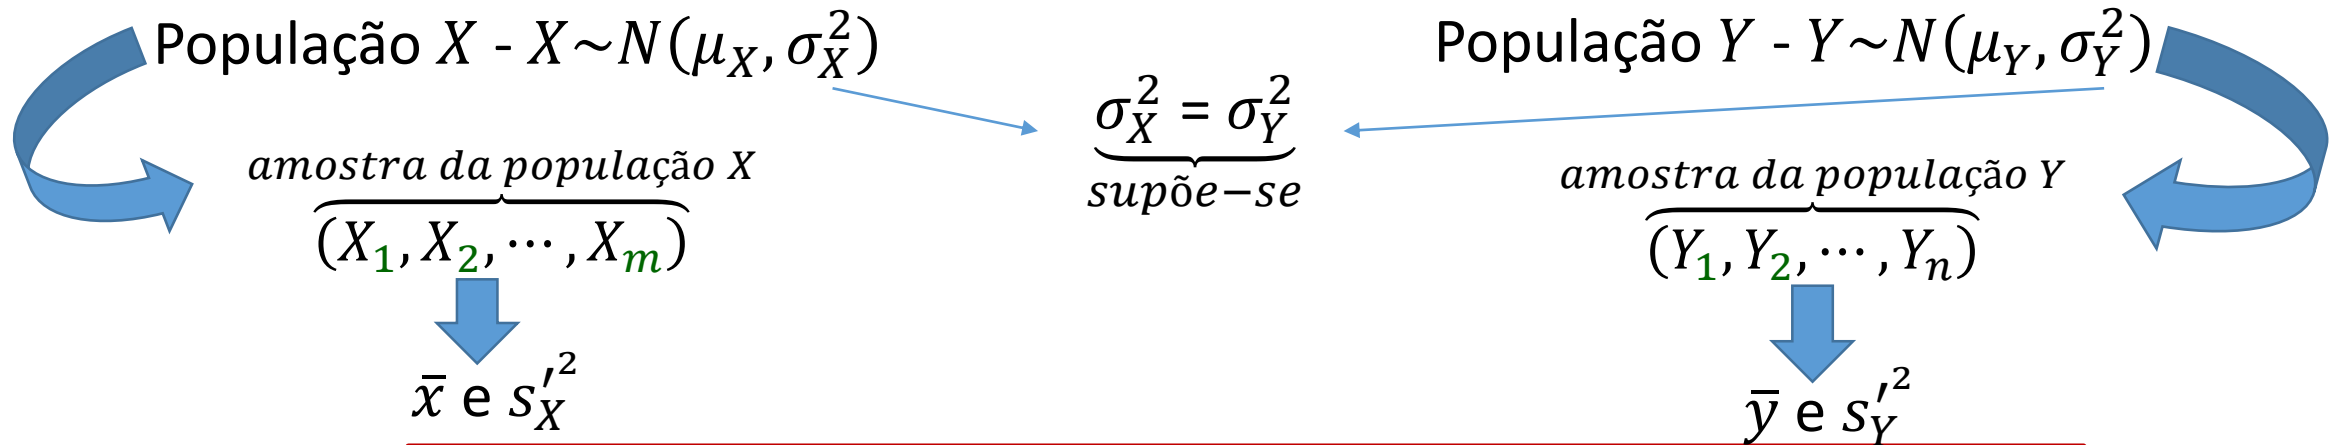 População X - X~N(μ_X, σ_X^2)
População Y - Y~N(μ_Y, σ_Y^2)
σ_X^2 = σ_Y^2
supõe−se
amostra da população X
(X_1, X_2, ⋯ , X_m)
amostra da população Y
(Y_1, Y_2, ⋯ , Y_n)
x̄ e s′_X^2
ȳ e s′_Y^2